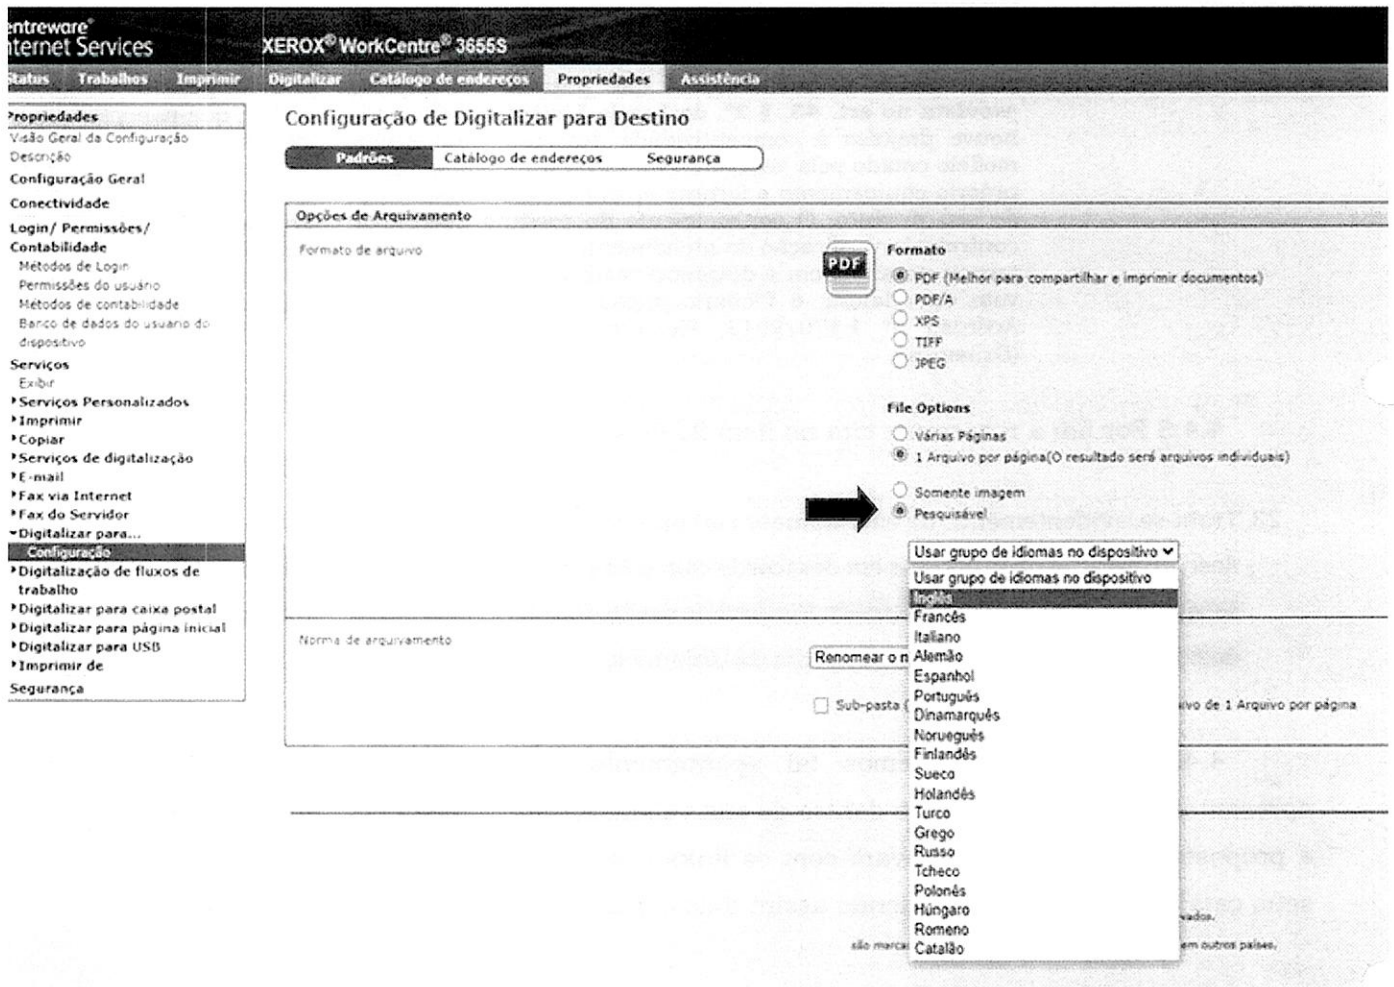 entreware®
nternet Services
XEROX® WorkCentre® 3655S
Status Trabalhos Imprimir Digitalizar Catálogo de endereços Propriedades Assistência
Propriedades
Visão Geral da Configuração
Descrição
Configuração Geral
Conectividade
Login/ Permissões/
Contabilidade
Métodos de Login
Permissões do usuário
Métodos de contabilidade
Banco de dados do usuário do
dispositivo
Serviços
Exibir
Serviços Personalizados
Imprimir
Copiar
Serviços de digitalização
E-mail
Fax via Internet
Fax do Servidor
Digitalizar para...
Configuração
Digitalização de fluxos de
trabalho
Digitalizar para caixa postal
Digitalizar para página inicial
Digitalizar para USB
Imprimir de
Segurança
Configuração de Digitalizar para Destino
Padrões Catálogo de endereços Segurança
Opções de Arquivamento
Formato de arquivo
PDF
Formato
PDF (Melhor para compartilhar e imprimir documentos)
PDF/A
XPS
TIFF
JPEG
File Options
Várias Páginas
1 Arquivo por página(O resultado será arquivos individuais)
Somente imagem
Pesquisável
Usar grupo de idiomas no dispositivo
Usar grupo de idiomas no dispositivo
Inglês
Francês
Italiano
Alemão
Espanhol
Português
Dinamarquês
Norueguês
Finlandês
Sueco
Holandês
Turco
Grego
Russo
Tcheco
Polonês
Húngaro
Romeno
Catalão
Norma de arquivamento
Renomear o n
Sub-pasta ( ivo de 1 Arquivo por página
vados.
são marca em outros países.